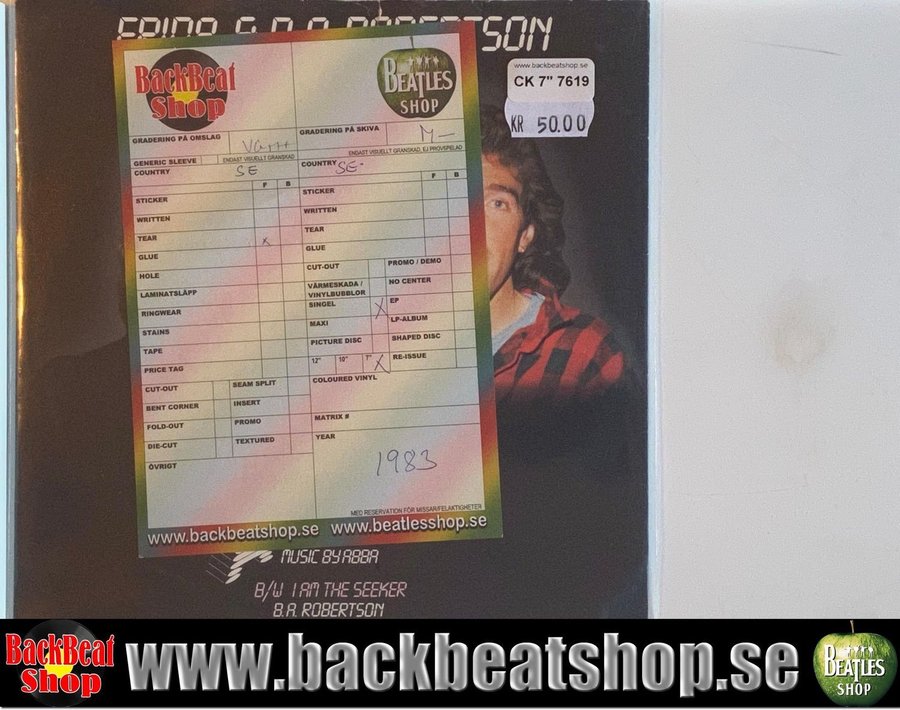 FRIDA & B.A. ROBERTSON
www.backbeatshop.se
CK 7" 7619
KR 50.00
BackBeat
Shop
BEATLES
SHOP
GRADERING PÅ OMSLAG
VG+++
GRADERING PÅ SKIVA
M-
GENERIC SLEEVE
ENDAST VISUELLT GRANSKAD
ENDAST VISUELLT GRANSKAD, EJ PROVSPELAD
COUNTRY SE
COUNTRY SE
F B
F B
STICKER
WRITTEN
TEAR
GLUE x
HOLE
LAMINATSLÄPP
RINGWEAR
STAINS
TAPE
PRICE TAG
CUT-OUT
SEAM SPLIT
BENT CORNER
INSERT
FOLD-OUT
PROMO
DIE-CUT
TEXTURED
ÖVRIGT
STICKER
WRITTEN
TEAR
GLUE
CUT-OUT
PROMO / DEMO
VÄRMESKADA /
VINYLBUBBLOR
NO CENTER
SINGEL X
EP
MAXI
LP-ALBUM
PICTURE DISC
SHAPED DISC
12" 10" 7" X
RE-ISSUE
COLOURED VINYL
MATRIX #
YEAR
1983
MED RESERVATION FÖR MISSAR/FELAKTIGHETER
www.backbeatshop.se www.beatlesshop.se
MUSIC BY ABBA
B/W I AM THE SEEKER
B.A. ROBERTSON
BackBeat
Shop
www.backbeatshop.se
BEATLES
SHOP